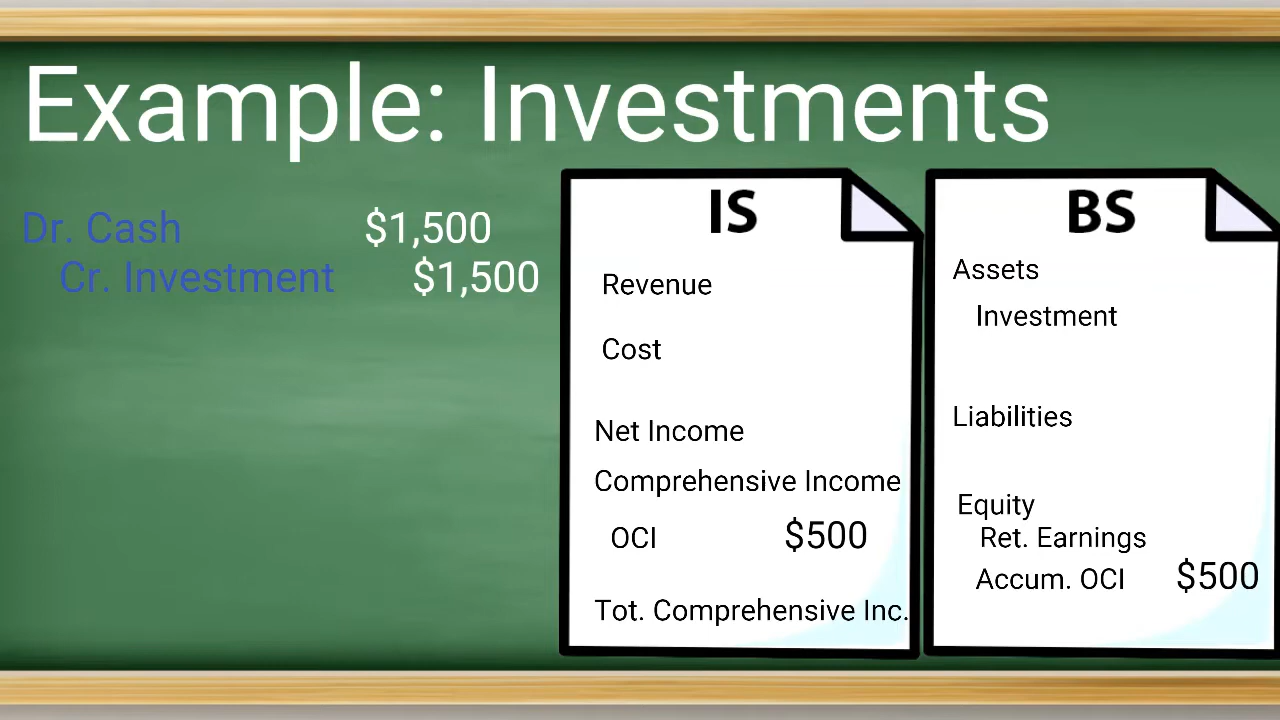 Example: Investments
Dr. Cash $1,500
Cr. Investment $1,500
IS
Revenue
Cost
Net Income
Comprehensive Income
OCI $500
Tot. Comprehensive Inc.
BS
Assets
Investment
Liabilities
Equity
Ret. Earnings
Accum. OCI $500